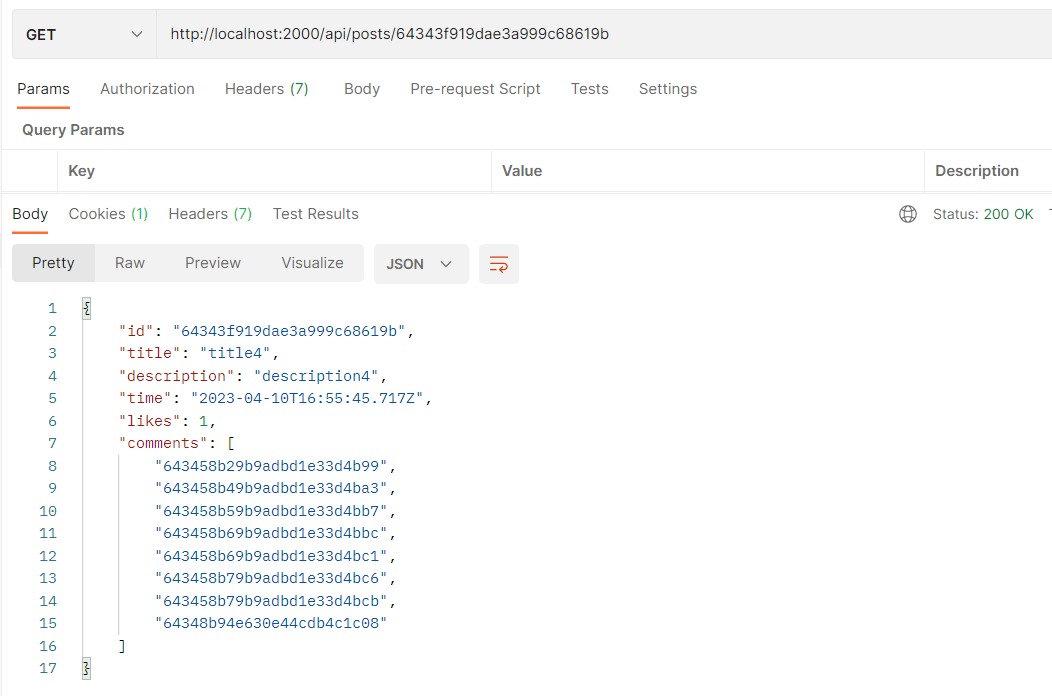 GET http://localhost:2000/api/posts/64343f919dae3a999c68619b
Params Authorization Headers (7) Body Pre-request Script Tests Settings
Query Params
Key Value Description
Body Cookies (1) Headers (7) Test Results Status: 200 OK
Pretty Raw Preview Visualize JSON
1 {
2 "id": "64343f919dae3a999c68619b",
3 "title": "title4",
4 "description": "description4",
5 "time": "2023-04-10T16:55:45.717Z",
6 "likes": 1,
7 "comments": [
8 "643458b29b9adbd1e33d4b99",
9 "643458b49b9adbd1e33d4ba3",
10 "643458b59b9adbd1e33d4bb7",
11 "643458b69b9adbd1e33d4bbc",
12 "643458b69b9adbd1e33d4bc1",
13 "643458b79b9adbd1e33d4bc6",
14 "643458b79b9adbd1e33d4bcb",
15 "64348b94e630e44cdb4c1c08"
16 ]
17 }